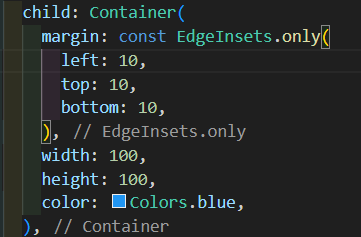 child: Container(
margin: const EdgeInsets.only(
left: 10,
top: 10,
bottom: 10,
), // EdgeInsets.only
width: 100,
height: 100,
color: Colors.blue,
), // Container